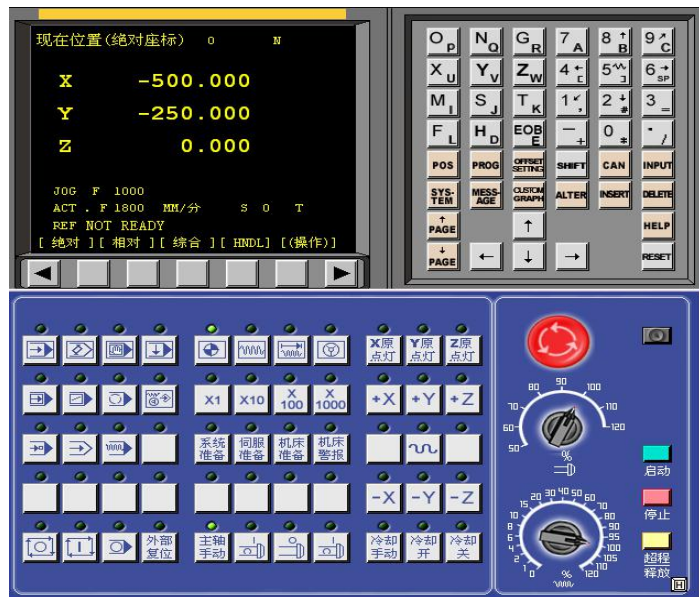 现在位置(绝对座标) O N
X -500.000
Y -250.000
Z 0.000
JOG F 1000
ACT . F 1800 MM/分 S 0 T
REF NOT READY
[ 绝对 ][ 相对 ][ 综合 ][ HNDL] [(操作)]
O P N Q G R 7 A 8 B 9 C
X U Y V Z W 4 [ 5 ] 6 SP
M I S J T K 1 , 2 # 3 =
F L H D EOB E - + 0 * . /
POS PROG OFFSET SETTING SHIFT CAN INPUT
SYS-TEM MESS-AGE CUSTOM GRAPH ALTER INSERT DELETE
PAGE HELP
PAGE RESET
X原点灯 Y原点灯 Z原点灯
X1 X10 X100 X1000 +X +Y +Z
系统准备 伺服准备 机床准备 机床警报
-X -Y -Z
外部复位 主轴手动 冷却手动 冷却开 冷却关
50 60 70 80 90 100 110 120
%
启动
停止
超程释放
0 1 2 4 6 8 10 15 20 30 40 50 60 70 80 90 95 100 105 110 120
%
H